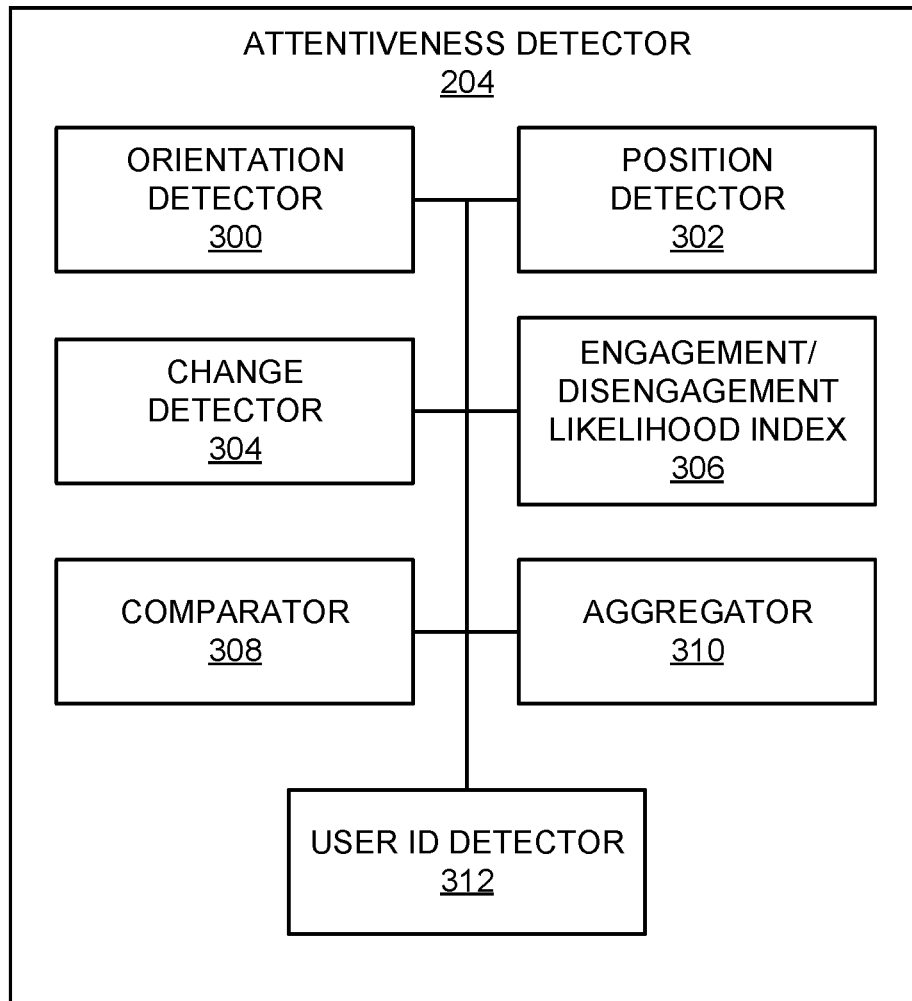 ATTENTIVENESS DETECTOR
204
ORIENTATION
DETECTOR
300
POSITION
DETECTOR
302
CHANGE
DETECTOR
304
ENGAGEMENT/
DISENGAGEMENT
LIKELIHOOD INDEX
306
COMPARATOR
308
AGGREGATOR
310
USER ID DETECTOR
312